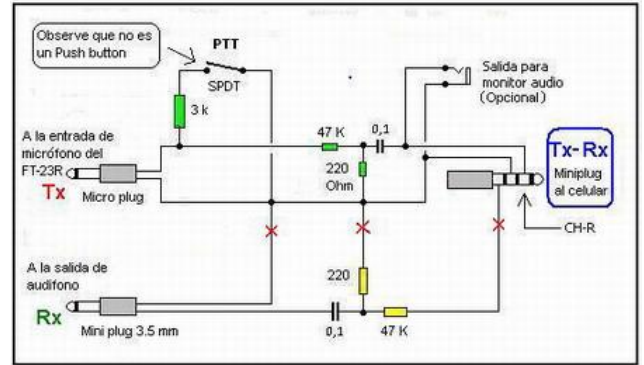 Observe que no es
un Push button
PTT
SPDT
3 k
Salida para
monitor audio
(Opcional)
A la entrada de
micrófono del
FT-23R
Tx
Micro plug
47 K
0,1
220
Ohm
Tx-Rx
Miniplug
al celular
CH-R
A la salida de
audifono
Rx
Mini plug 3.5 mm
220
0,1
47 K